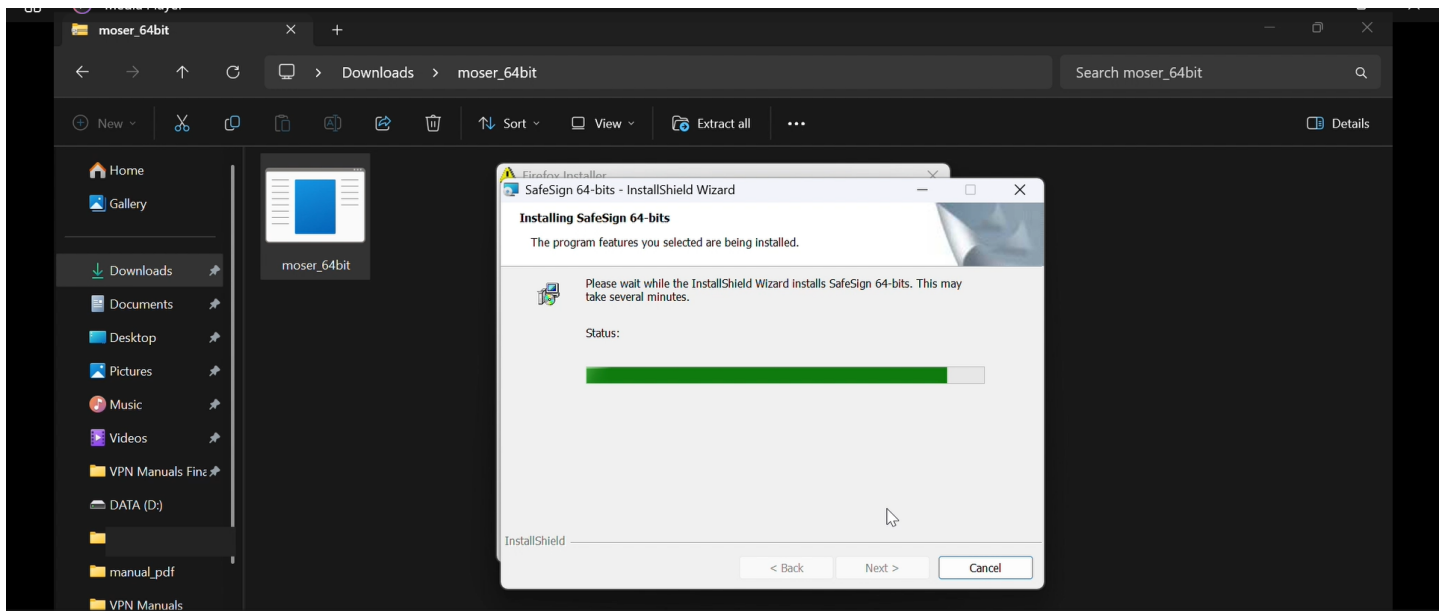 Media Player
moser_64bit
Downloads > moser_64bit
Search moser_64bit
New
Sort
View
Extract all
Details
Home
Gallery
Downloads
Documents
Desktop
Pictures
Music
Videos
VPN Manuals Fina
DATA (D:)
manual_pdf
VPN Manuals
moser_64bit
Firefox Installer
SafeSign 64-bits - InstallShield Wizard
Installing SafeSign 64-bits
The program features you selected are being installed.
Please wait while the InstallShield Wizard installs SafeSign 64-bits. This may
take several minutes.
Status:
InstallShield
< Back
Next >
Cancel